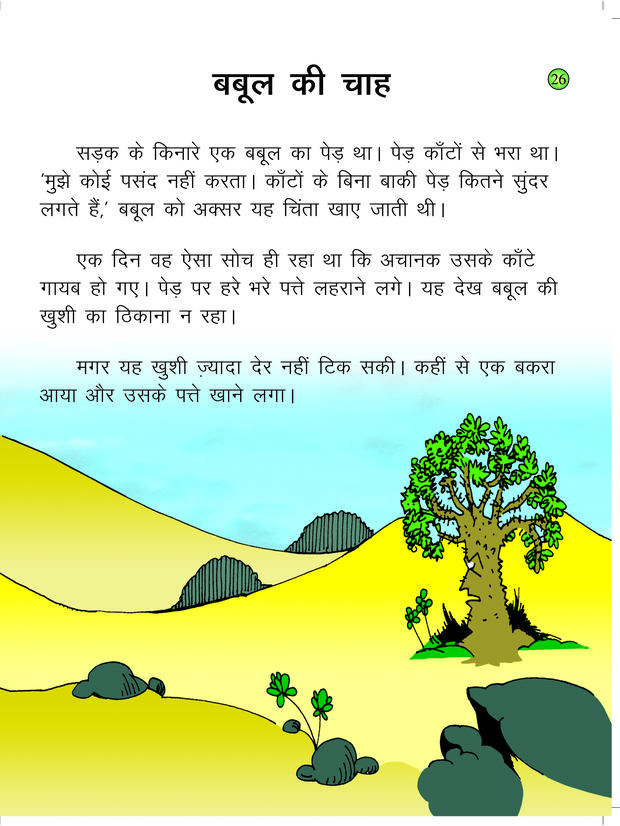 बबूल की चाह
26
सड़क के किनारे एक बबूल का पेड़ था। पेड़ काँटों से भरा था।
'मुझे कोई पसंद नहीं करता। काँटों के बिना बाकी पेड़ कितने सुंदर
लगते हैं,' बबूल को अक्सर यह चिंता खाए जाती थी।
एक दिन वह ऐसा सोच ही रहा था कि अचानक उसके काँटे
गायब हो गए। पेड़ पर हरे भरे पत्ते लहराने लगे। यह देख बबूल की
खुशी का ठिकाना न रहा।
मगर यह खुशी ज़्यादा देर नहीं टिक सकी। कहीं से एक बकरा
आया और उसके पत्ते खाने लगा।